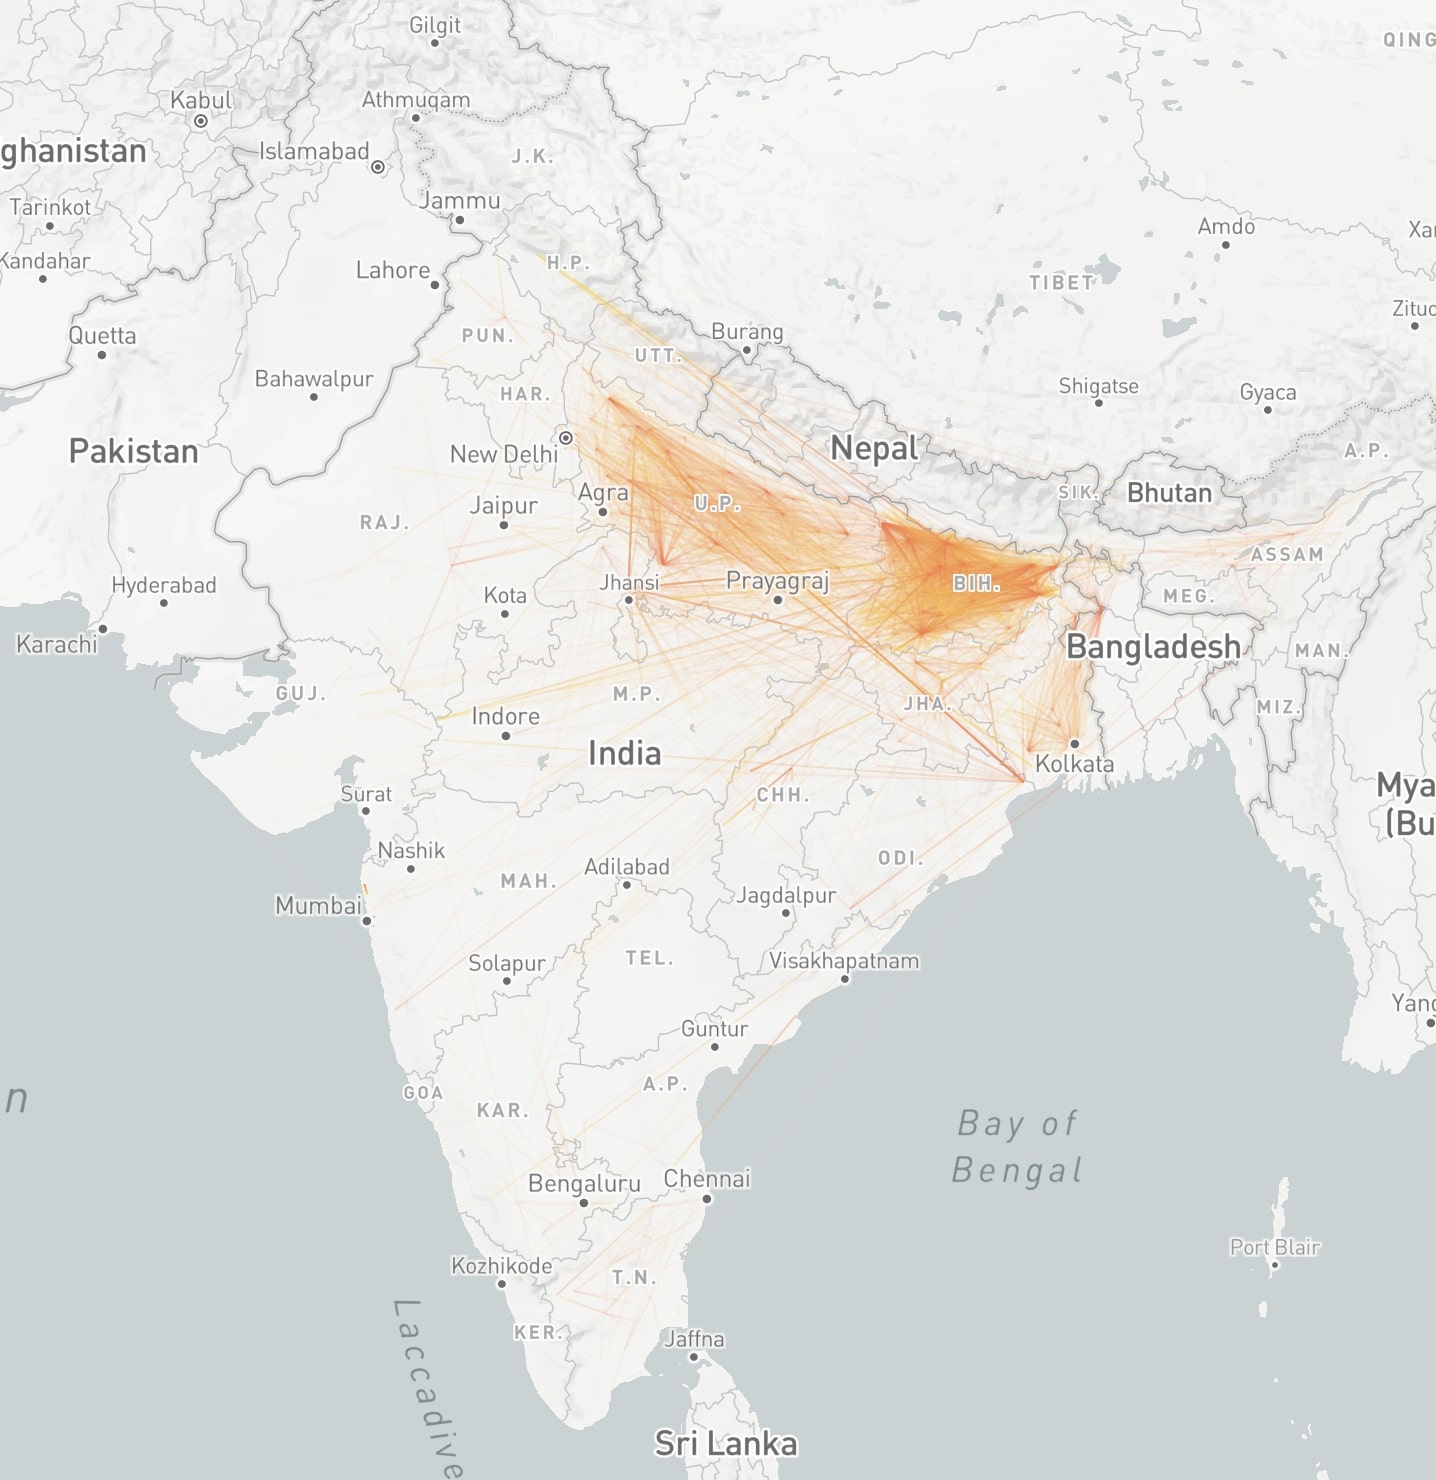 Gilgit
QING
Kabul
Athmuqam
ghanistan
Islamabad
J.K.
Tarinkot
Jammu
Amdo
Xar
Kandahar
Lahore
H.P.
TIBET
Zituo
Quetta
PUN.
Burang
UTT.
Bahawalpur
HAR.
Shigatse
Gyaca
Pakistan
New Delhi
Nepal
A.P.
Agra
U.P.
SIK.
Bhutan
Jaipur
RAJ.
ASSAM
Hyderabad
Jhansi
Prayagraj
BIH.
Kota
MEG.
Karachi
Bangladesh
MAN.
GUJ.
M.P.
JHA.
MIZ.
Indore
India
Kolkata
Mya
Surat
CHH.
(Bu
Nashik
ODI.
Adilabad
MAH.
Mumbai
Jagdalpur
TEL.
Solapur
Visakhapatnam
Yang
Guntur
A.P.
GOA
n
KAR.
Bay of
Bengal
Bengaluru
Chennai
Port Blair
Kozhikode
T.N.
Laccadive
KER.
Jaffna
Sri Lanka